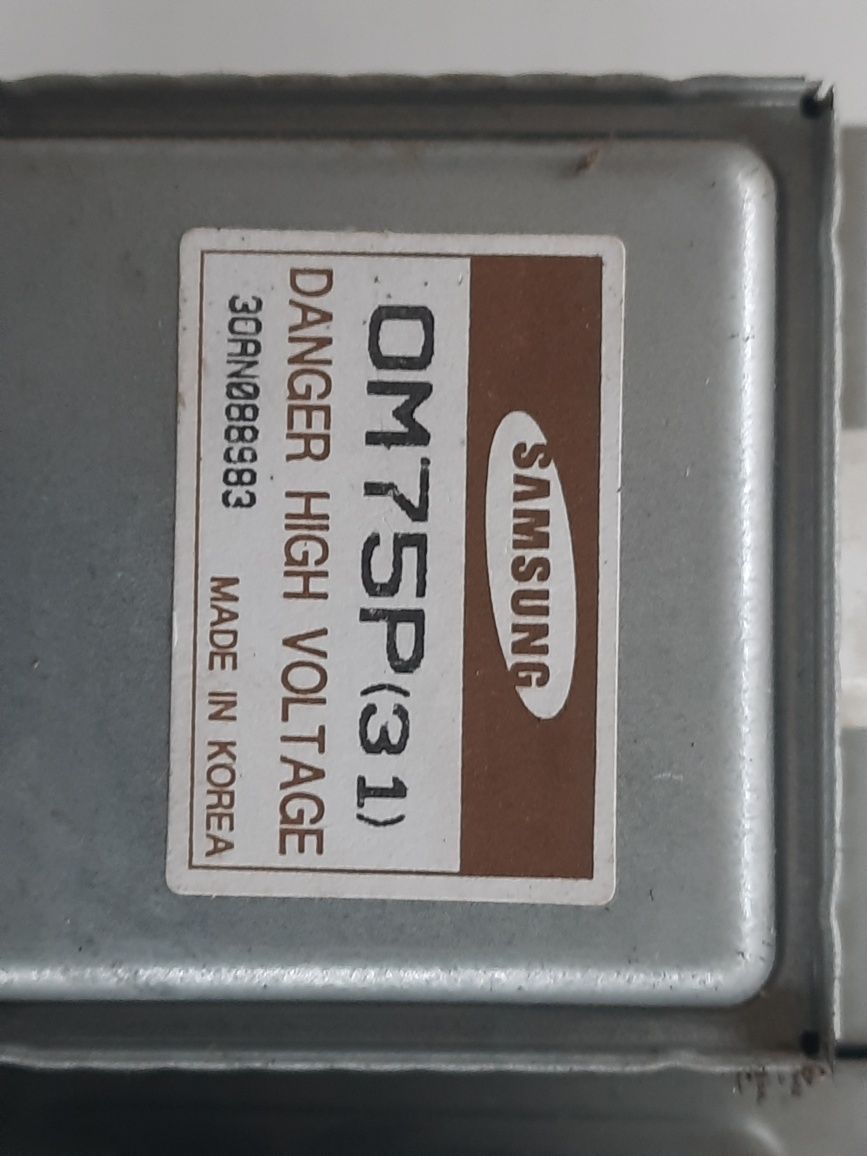 SAMSUNG
OM75P(31)
DANGER HIGH VOLTAGE
30AN088983 MADE IN KOREA